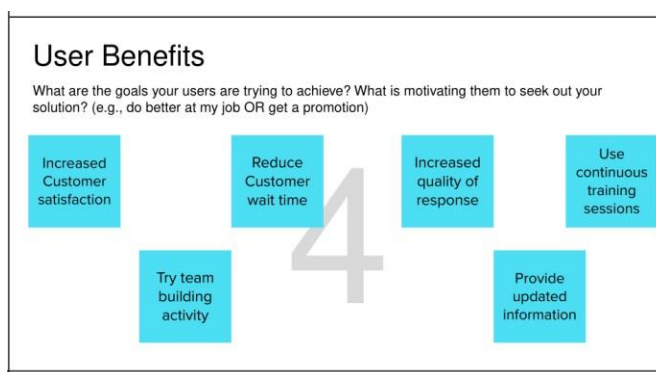 User Benefits
What are the goals your users are trying to achieve? What is motivating them to seek out your
solution? (e.g., do better at my job OR get a promotion)
Increased
Customer
satisfaction
Reduce
Customer
wait time
Increased
quality of
response
Use
continuous
training
sessions
4
Try team
building
activity
Provide
updated
information